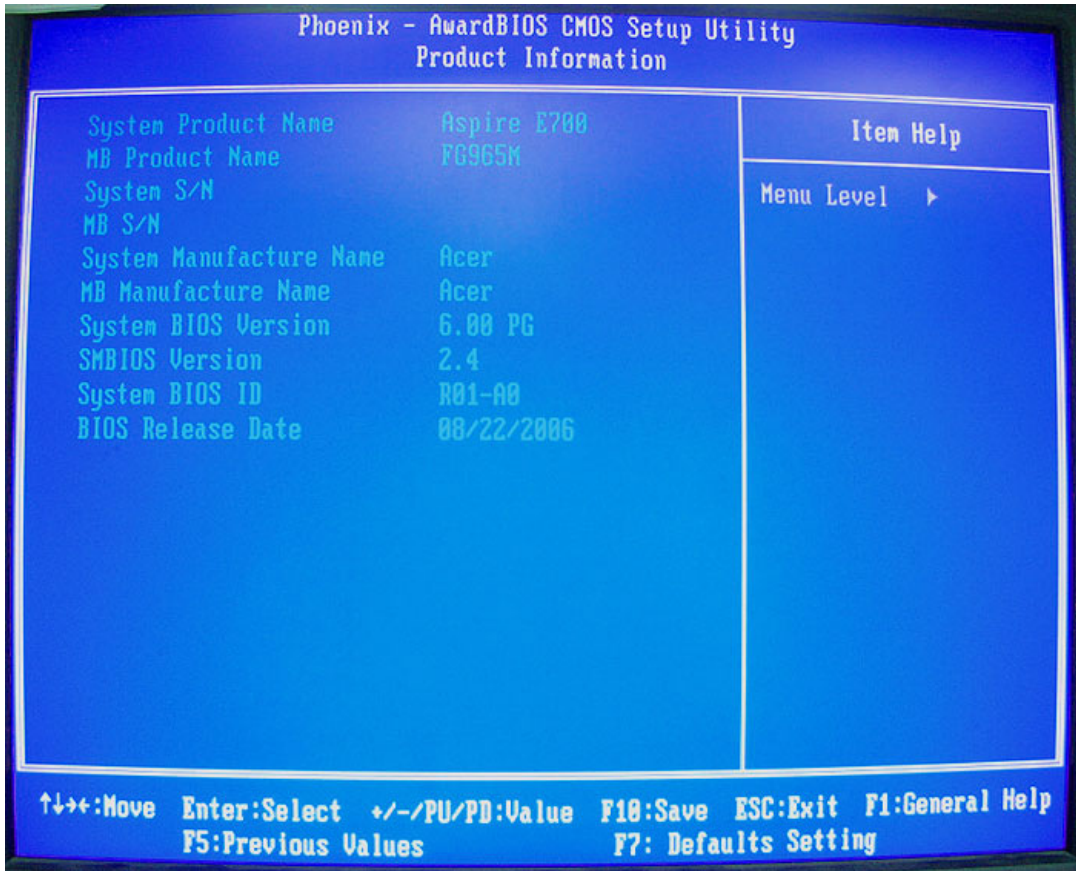 Phoenix - AwardBIOS CMOS Setup Utility
Product Information
System Product Name Aspire E700
MB Product Name FG965M
System S/N
MB S/N
System Manufacture Name Acer
MB Manufacture Name Acer
System BIOS Version 6.00 PG
SMBIOS Version 2.4
System BIOS ID R01-A0
BIOS Release Date 08/22/2006
Item Help
Menu Level ▶
↑↓→←:Move Enter:Select +/-/PU/PD:Value F10:Save ESC:Exit F1:General Help
F5:Previous Values F7: Defaults Setting